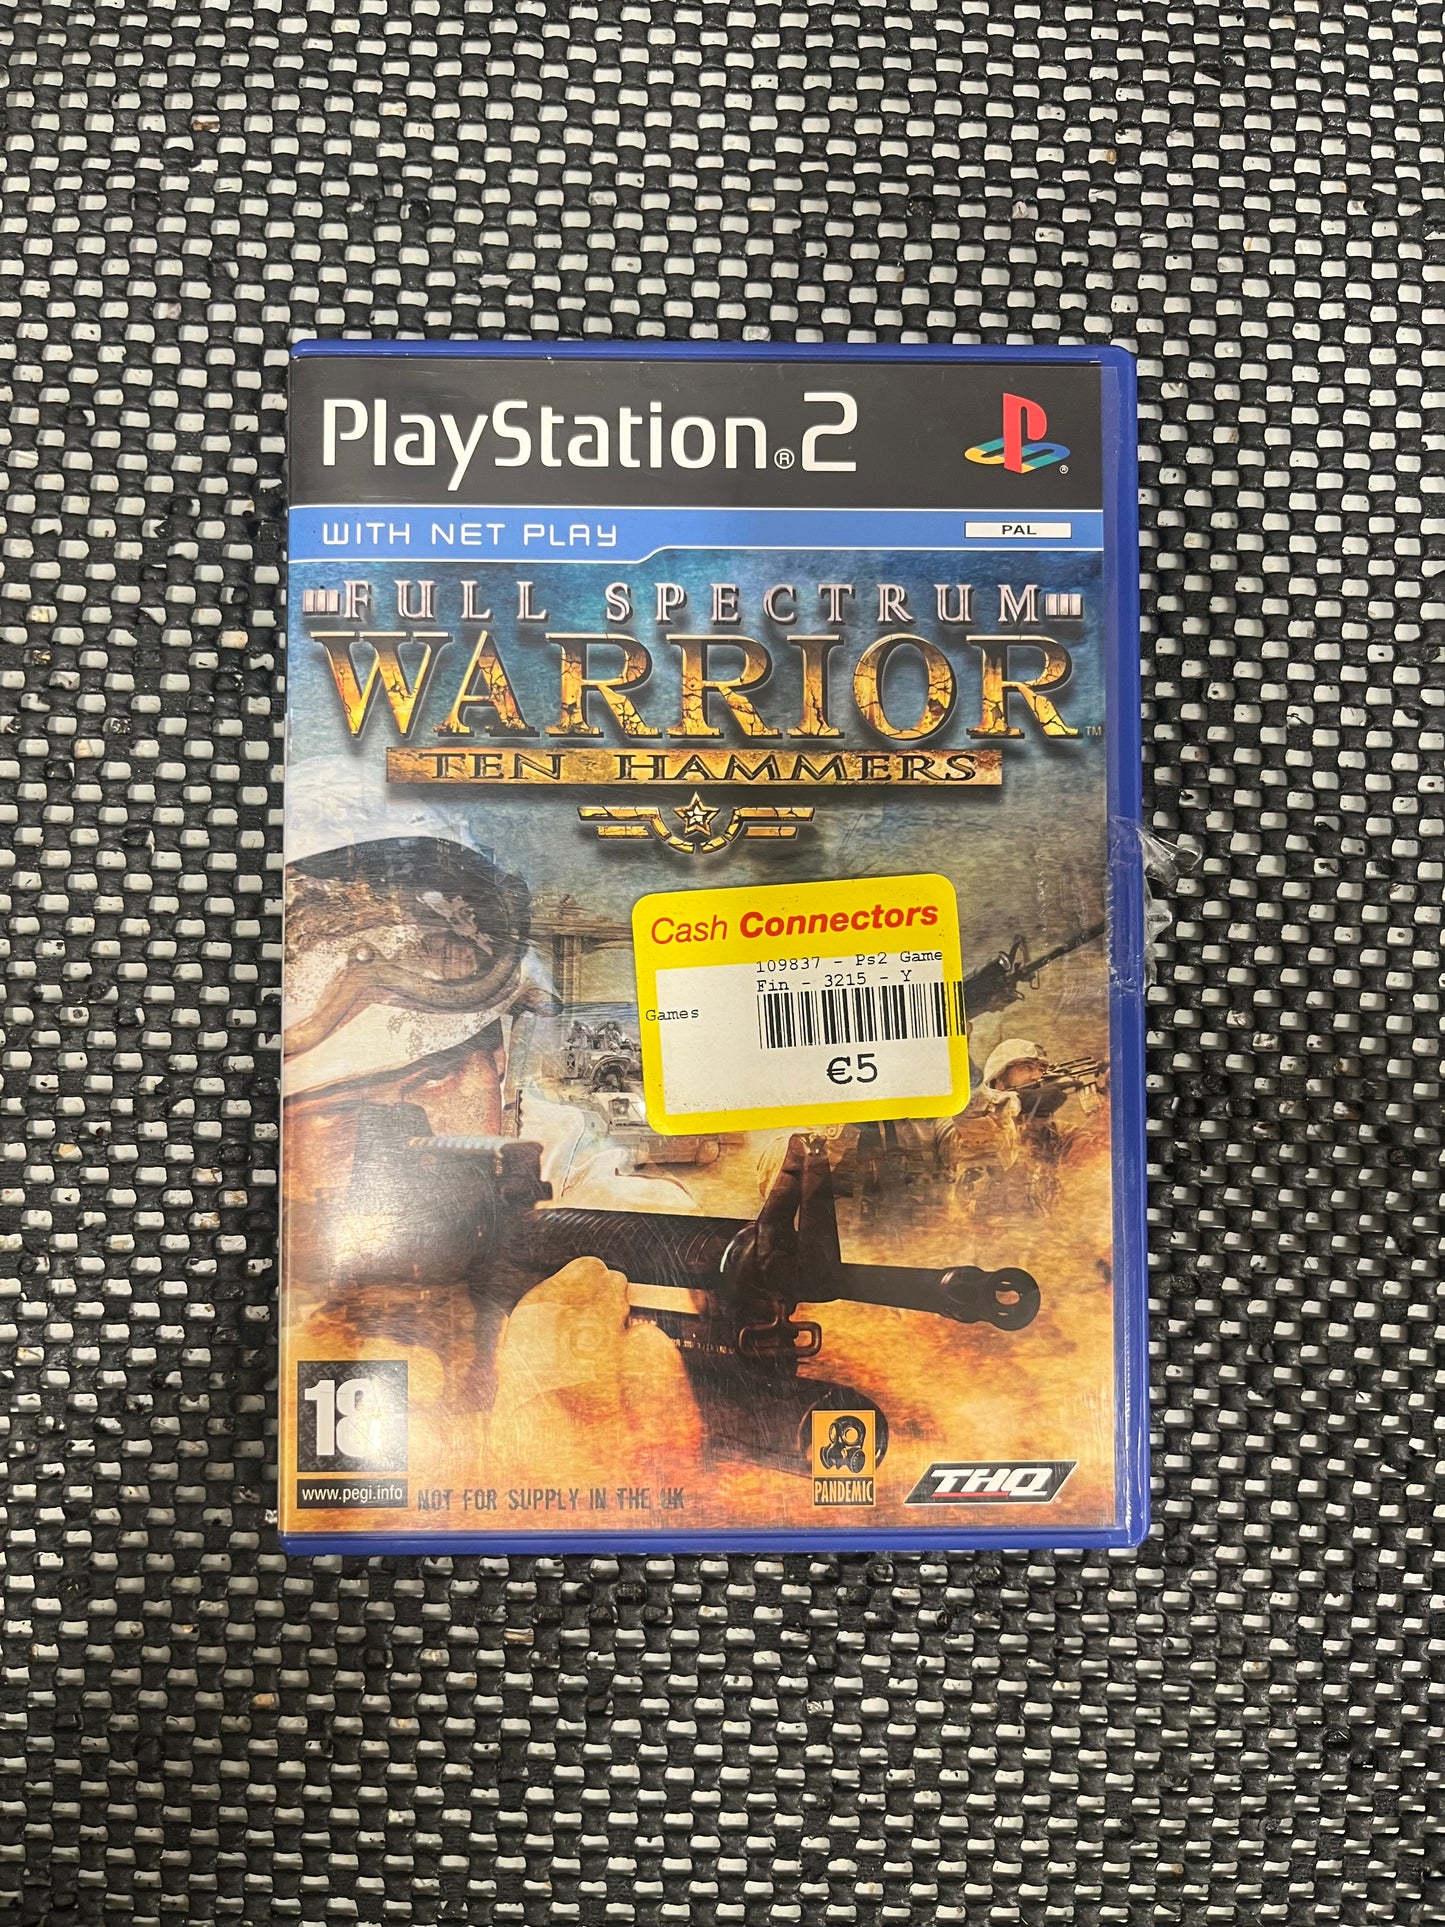 PlayStation®2
®
WITH NET PLAY
PAL
FULL SPECTRUM
WARRIOR™
TEN HAMMERS
Cash Connectors
109837 - Ps2 Game
Fin - 3215 - Y
Games
€5
18
www.pegi.info
NOT FOR SUPPLY IN THE UK
PANDEMIC
THQ